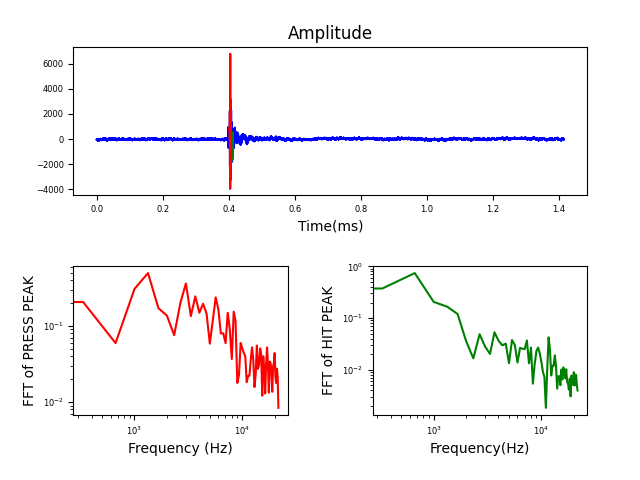 Amplitude
6000
4000
2000
0
−2000
−4000
0.0 0.2 0.4 0.6 0.8 1.0 1.2 1.4
Time(ms)
FFT of PRESS PEAK
10⁻¹
10⁻²
10³ 10⁴
Frequency (Hz)
FFT of HIT PEAK
10⁰
10⁻¹
10⁻²
10³ 10⁴
Frequency(Hz)